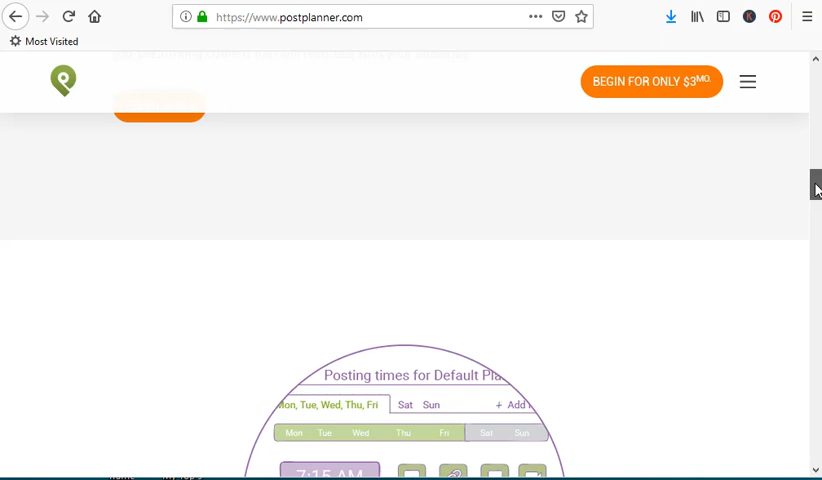 https://www.postplanner.com
Most Visited
BEGIN FOR ONLY $3MO.
Posting times for Default
Mon, Tue, Wed, Thu, Fri Sat Sun + Add
Mon Tue Wed Thu Fri Sat Sun
7:15 AM